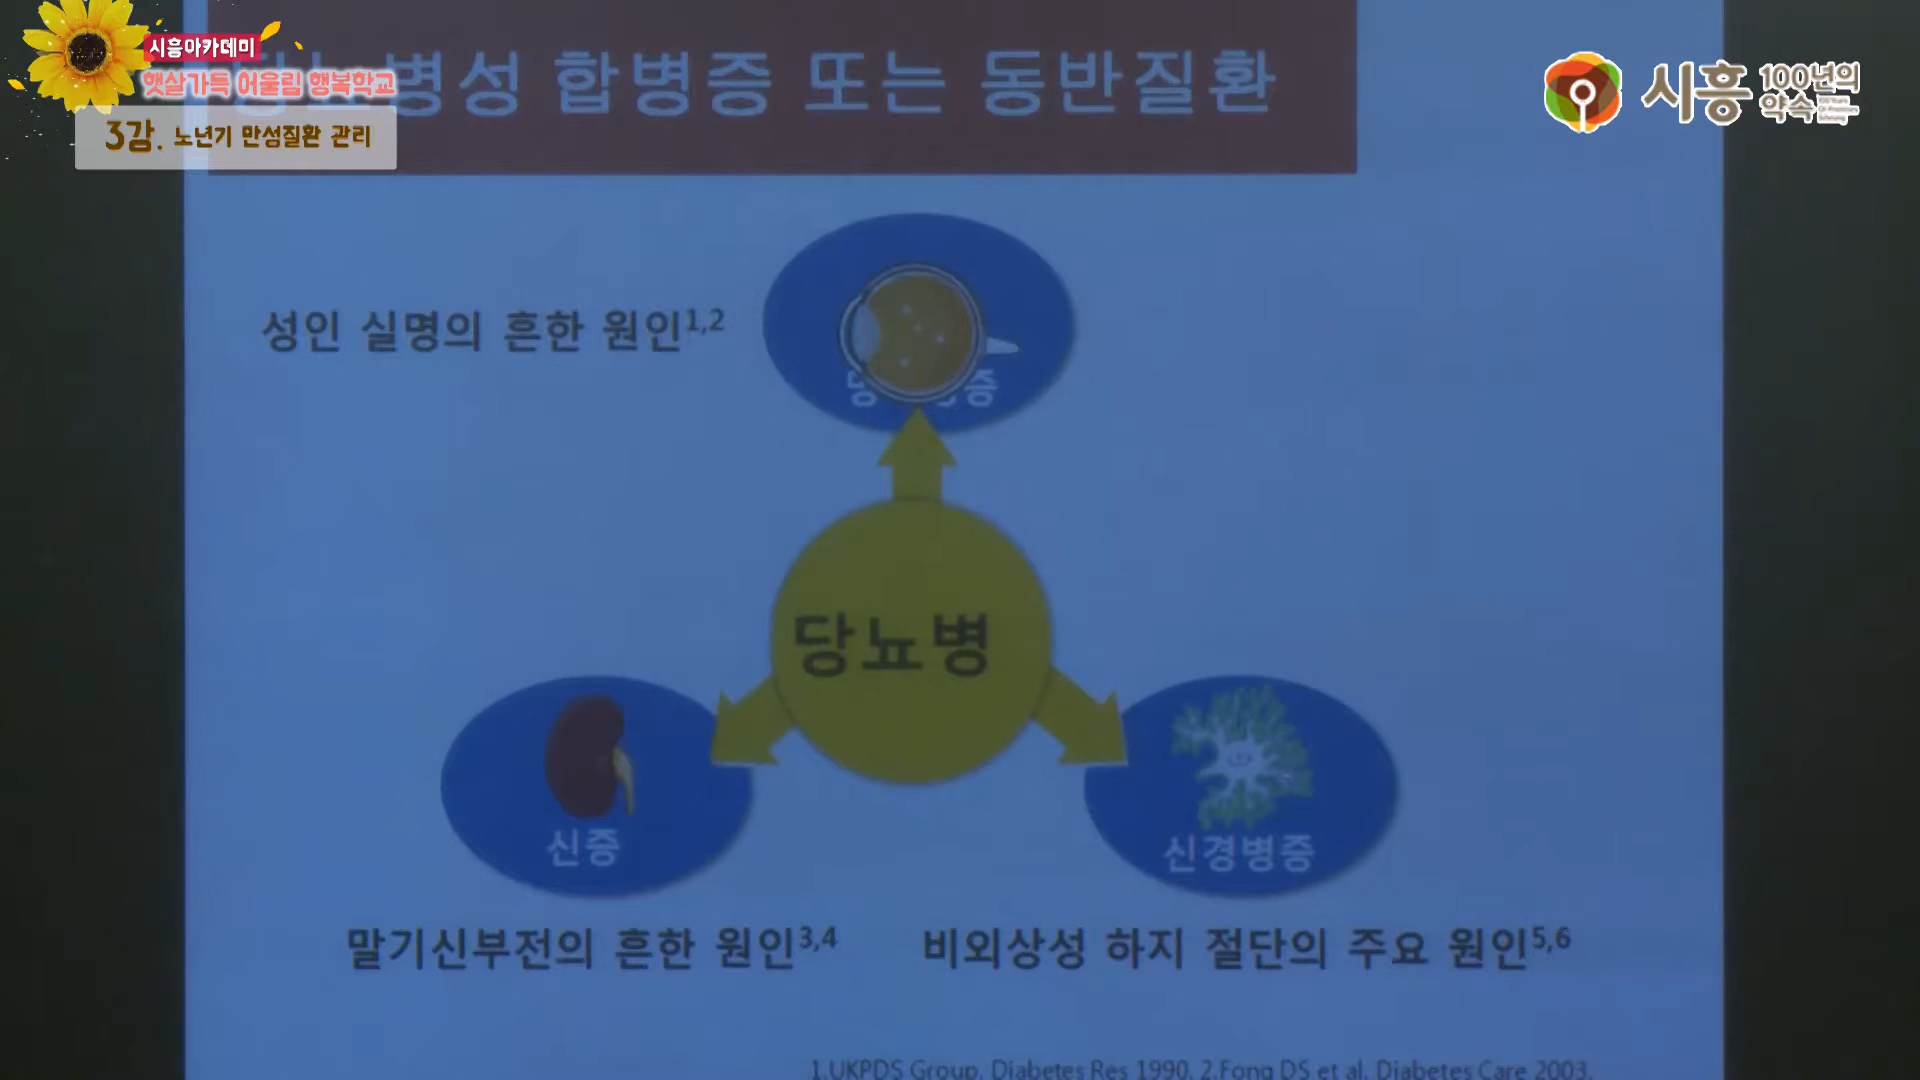 시흥아카데미
햇살가득 어울림 행복학교
3강. 노년기 만성질환 관리
병성 합병증 또는 동반질환
시흥 100년의 약속
성인 실명의 흔한 원인1,2
증
당뇨병
신증
신경병증
말기신부전의 흔한 원인3,4
비외상성 하지 절단의 주요 원인5,6
1.UKPDS Group. Diabetes Res 1990. 2.Fong DS et al. Diabetes Care 2003.